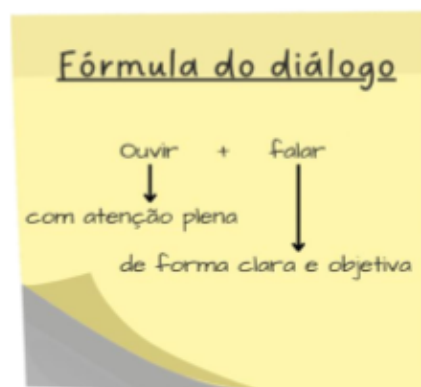 Fórmula do diálogo
Ouvir + falar
com atenção plena
de forma clara e objetiva